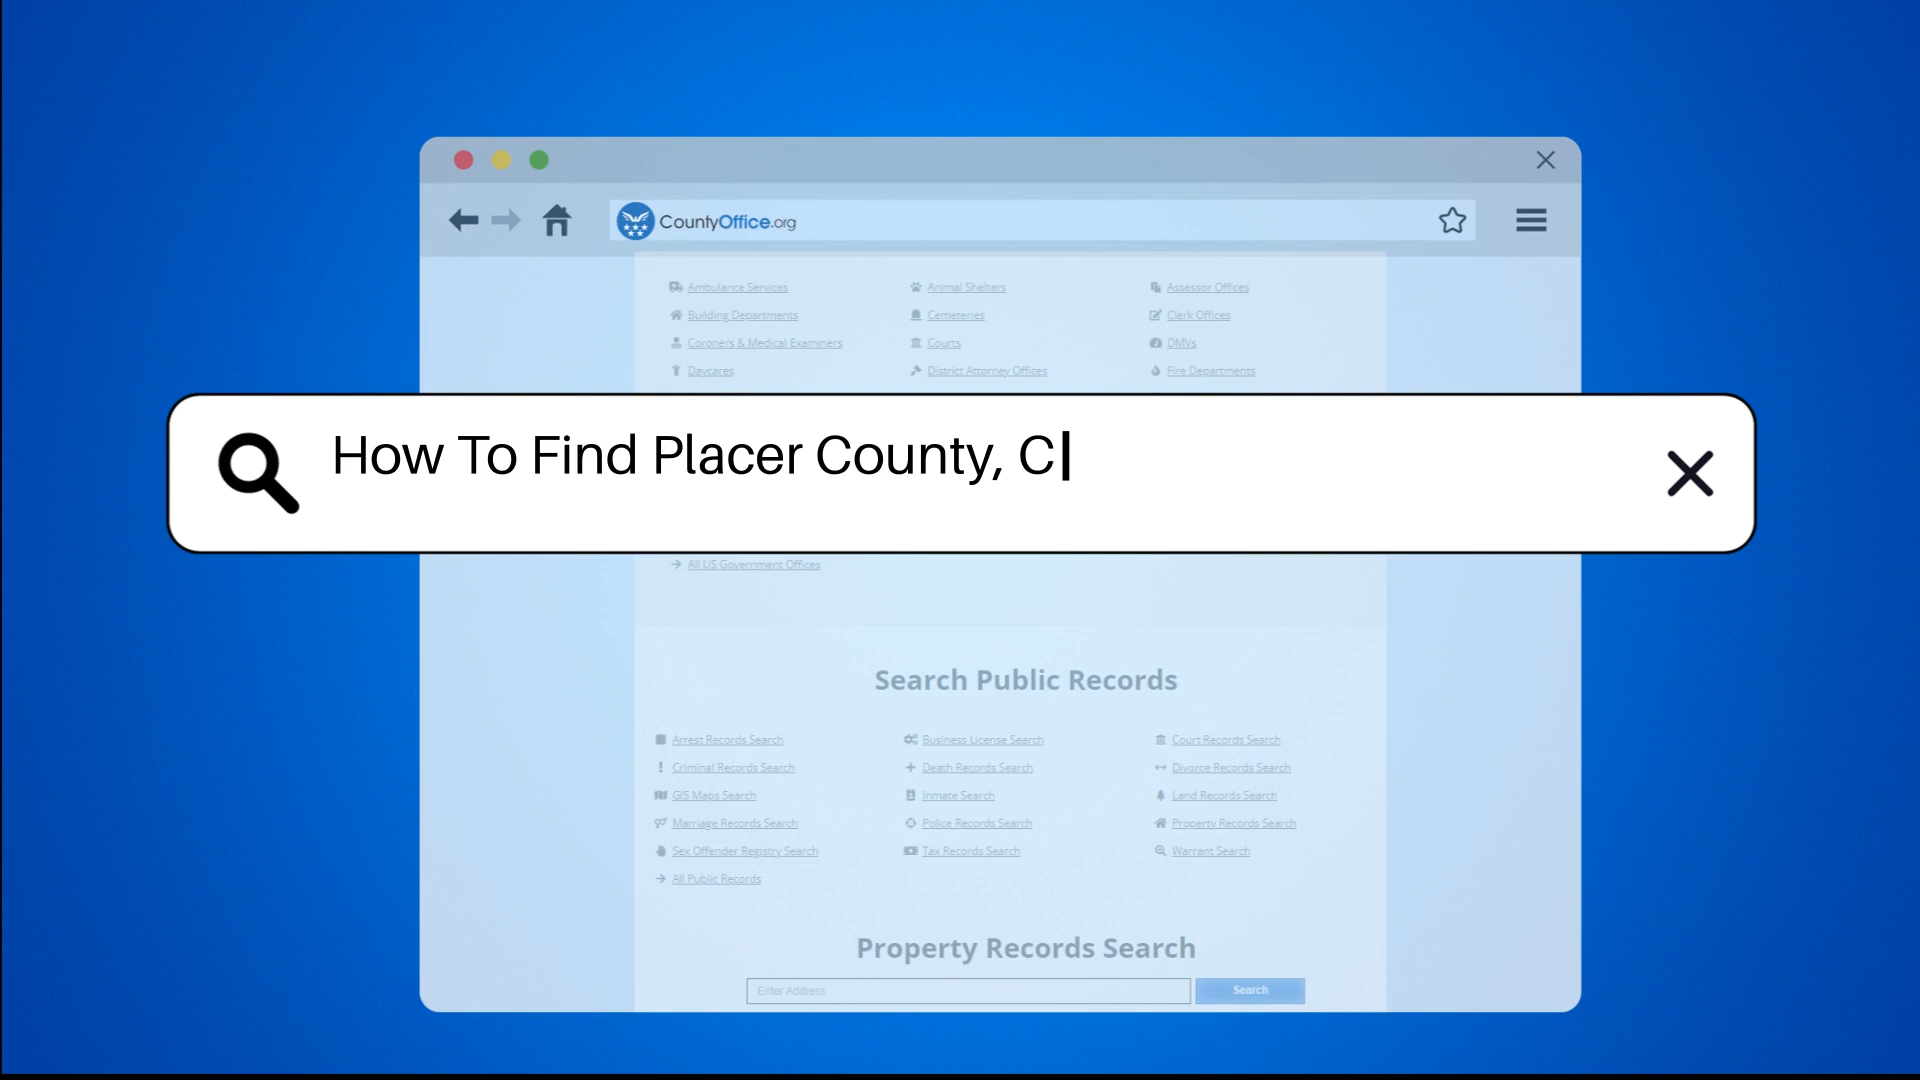 CountyOffice.org
Ambulance Services Animal Shelters Assessor Offices
Building Departments Cemeteries Clerk Offices
Coroners & Medical Examiners Courts DMVs
Daycares District Attorney Offices Fire Departments
How To Find Placer County, C
All US Government Offices
Search Public Records
Arrest Records Search Business License Search Court Records Search
Criminal Records Search Death Records Search Divorce Records Search
GIS Maps Search Inmate Search Land Records Search
Marriage Records Search Police Records Search Property Records Search
Sex Offender Registry Search Tax Records Search Warrant Search
All Public Records
Property Records Search
Enter Address Search